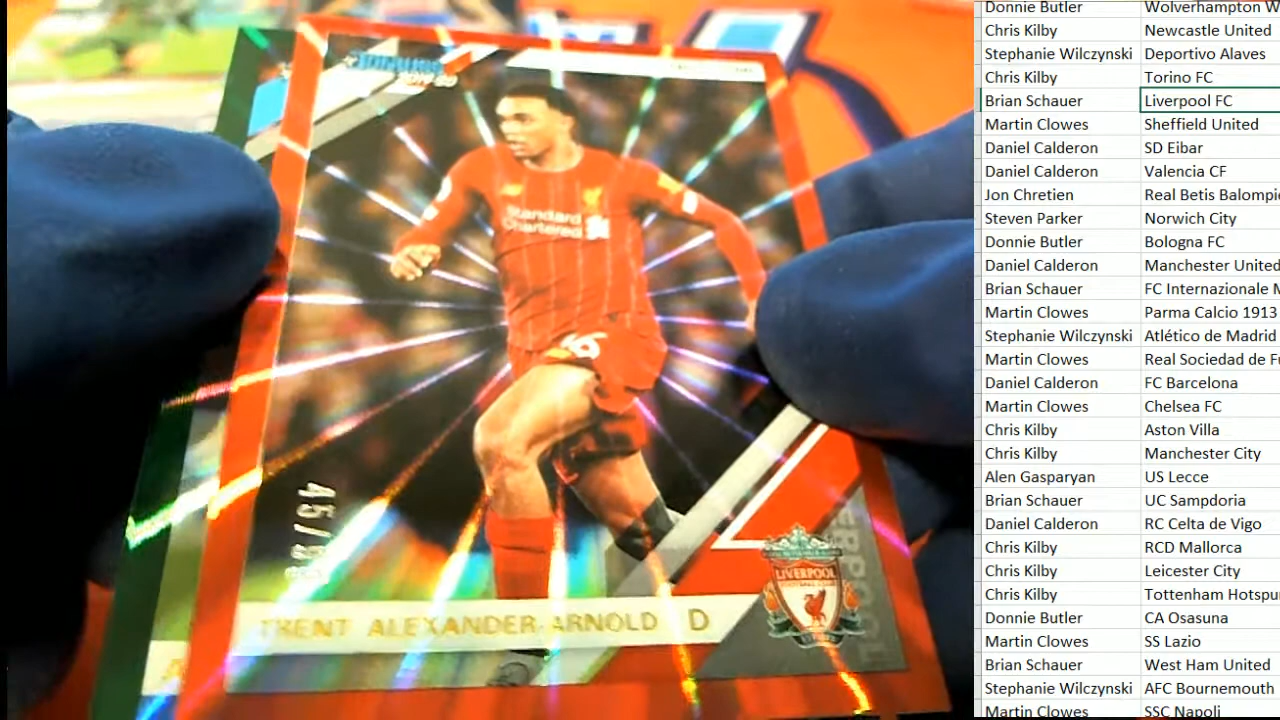 Standard
Chartered
66
45/99
TRENT ALEXANDER-ARNOLD D
LIVERPOOL
Donnie Butler Wolverhampton W
Chris Kilby Newcastle United
Stephanie Wilczynski Deportivo Alaves
Chris Kilby Torino FC
Brian Schauer Liverpool FC
Martin Clowes Sheffield United
Daniel Calderon SD Eibar
Daniel Calderon Valencia CF
Jon Chretien Real Betis Balompi
Steven Parker Norwich City
Donnie Butler Bologna FC
Daniel Calderon Manchester United
Brian Schauer FC Internazionale M
Martin Clowes Parma Calcio 1913
Stephanie Wilczynski Atlético de Madrid
Martin Clowes Real Sociedad de Fu
Daniel Calderon FC Barcelona
Martin Clowes Chelsea FC
Chris Kilby Aston Villa
Chris Kilby Manchester City
Alen Gasparyan US Lecce
Brian Schauer UC Sampdoria
Daniel Calderon RC Celta de Vigo
Chris Kilby RCD Mallorca
Chris Kilby Leicester City
Chris Kilby Tottenham Hotspu
Donnie Butler CA Osasuna
Martin Clowes SS Lazio
Brian Schauer West Ham United
Stephanie Wilczynski AFC Bournemouth
Martin Clowes SSC Napoli